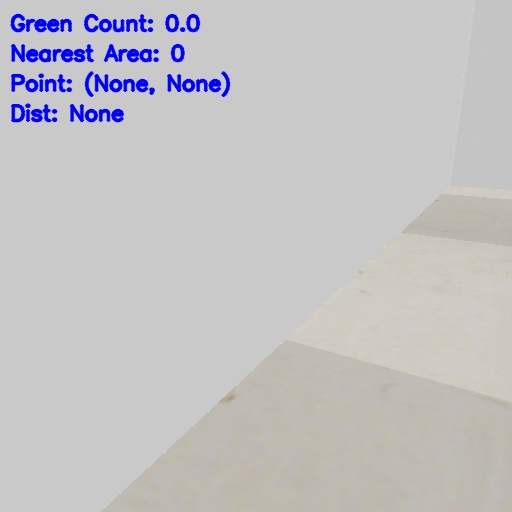 Green Count: 0.0
Nearest Area: 0
Point: (None, None)
Dist: None